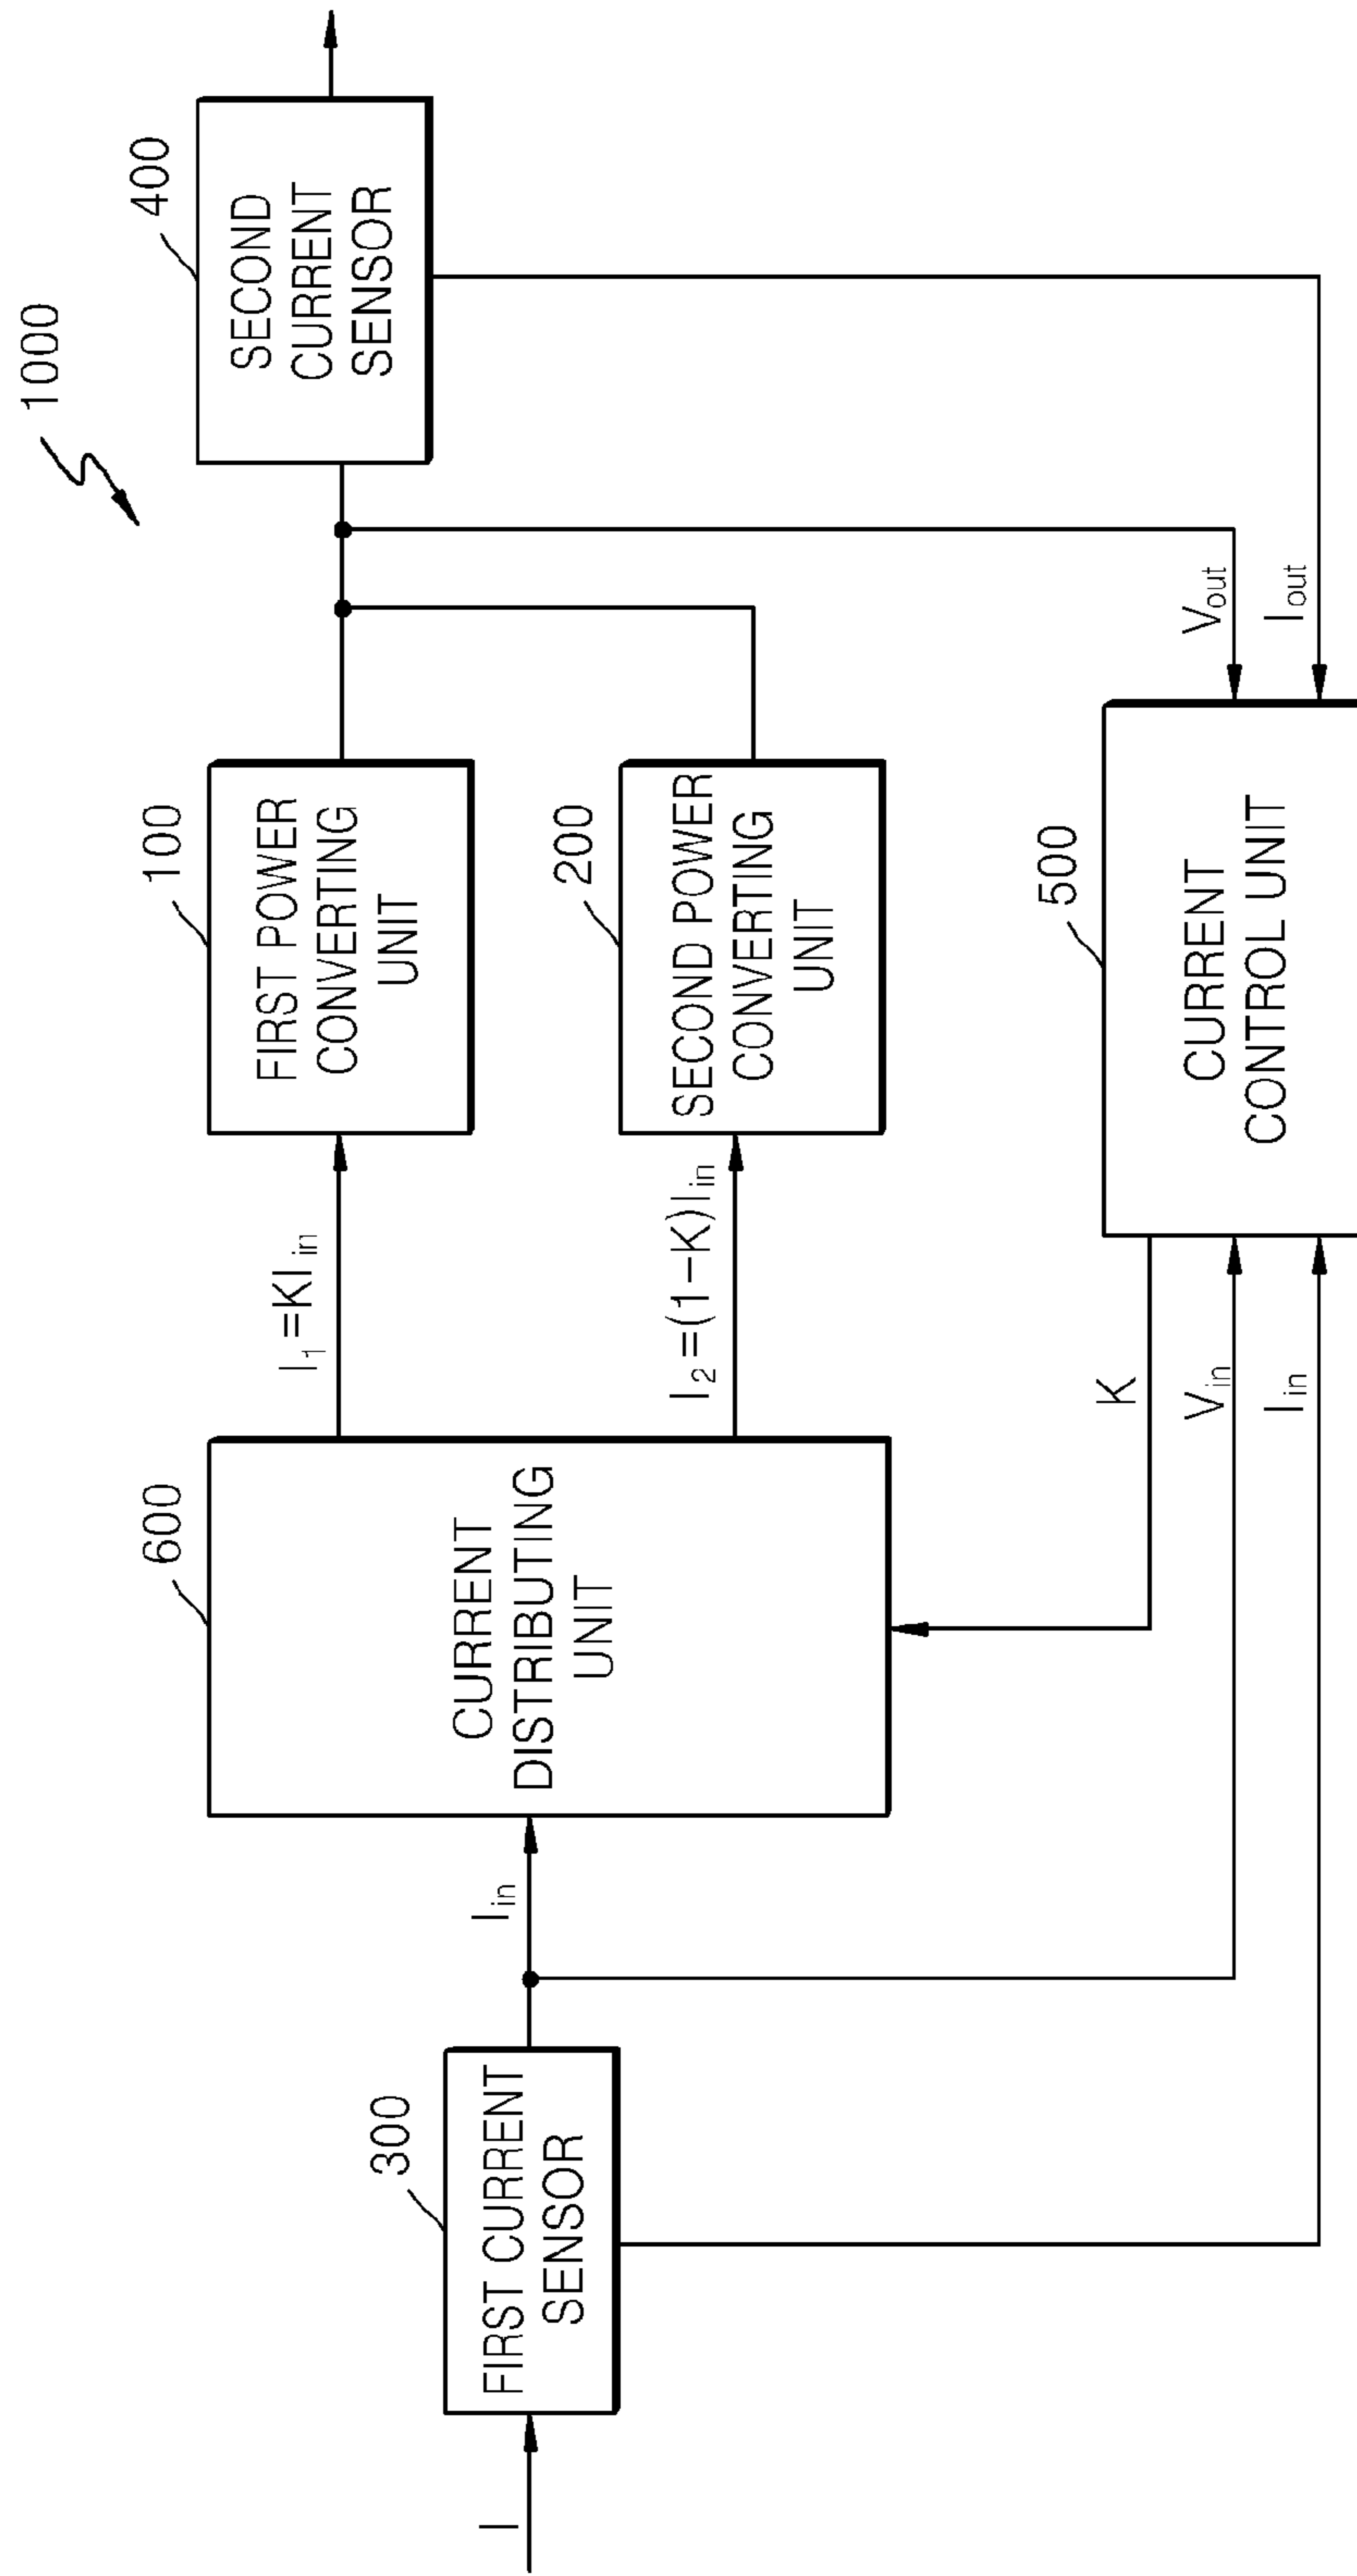 1000
400
SECOND
CURRENT
SENSOR
100
FIRST POWER
CONVERTING
UNIT
200
SECOND POWER
CONVERTING
UNIT
600
CURRENT
DISTRIBUTING
UNIT
I₁=KIᵢₙ
I₂=(1-K)Iᵢₙ
300
FIRST CURRENT
SENSOR
I
Iᵢₙ
500
CURRENT
CONTROL UNIT
K
Vᵢₙ
Iᵢₙ
Vₒᵤₜ
Iₒᵤₜ